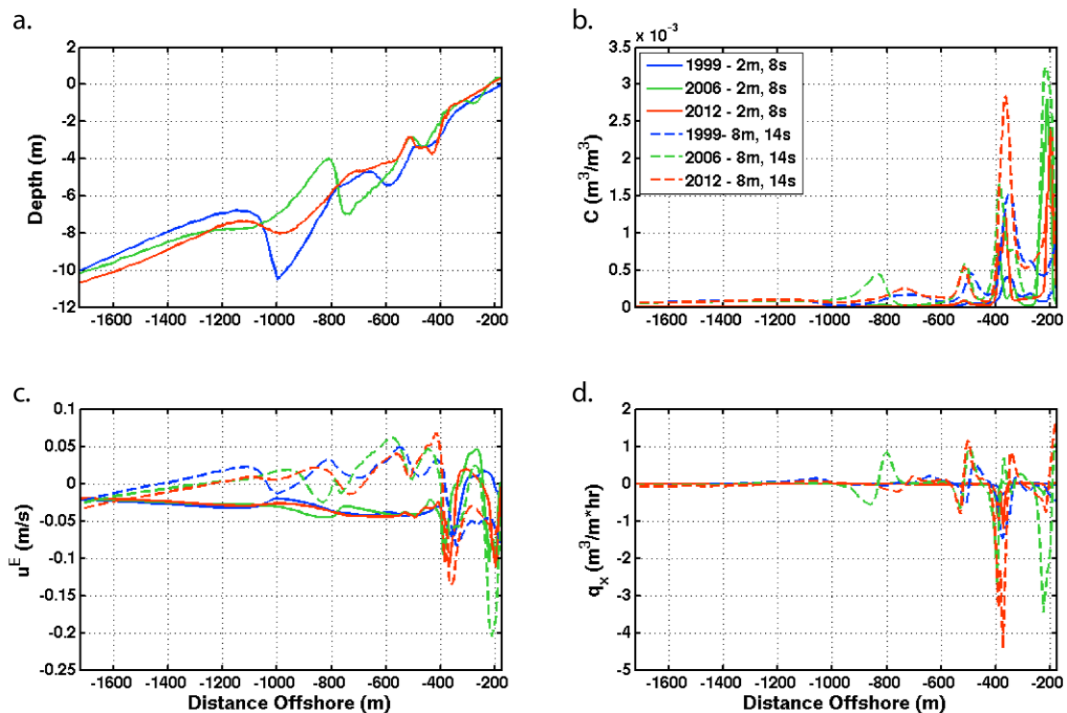 a.
2
0
-2
-4
-6
-8
-10
-12
Depth (m)
-1600 -1400 -1200 -1000 -800 -600 -400 -200
b.
x 10⁻³
3.5
3
2.5
2
1.5
1
0.5
0
C (m³/m³)
1999 - 2m, 8s
2006 - 2m, 8s
2012 - 2m, 8s
1999- 8m, 14s
2006 - 8m, 14s
2012 - 8m, 14s
-1600 -1400 -1200 -1000 -800 -600 -400 -200
c.
0.1
0.05
0
-0.05
-0.1
-0.15
-0.2
-0.25
uᴱ (m/s)
-1600 -1400 -1200 -1000 -800 -600 -400 -200
Distance Offshore (m)
d.
2
1
0
-1
-2
-3
-4
-5
qₓ (m³/m*hr)
-1600 -1400 -1200 -1000 -800 -600 -400 -200
Distance Offshore (m)